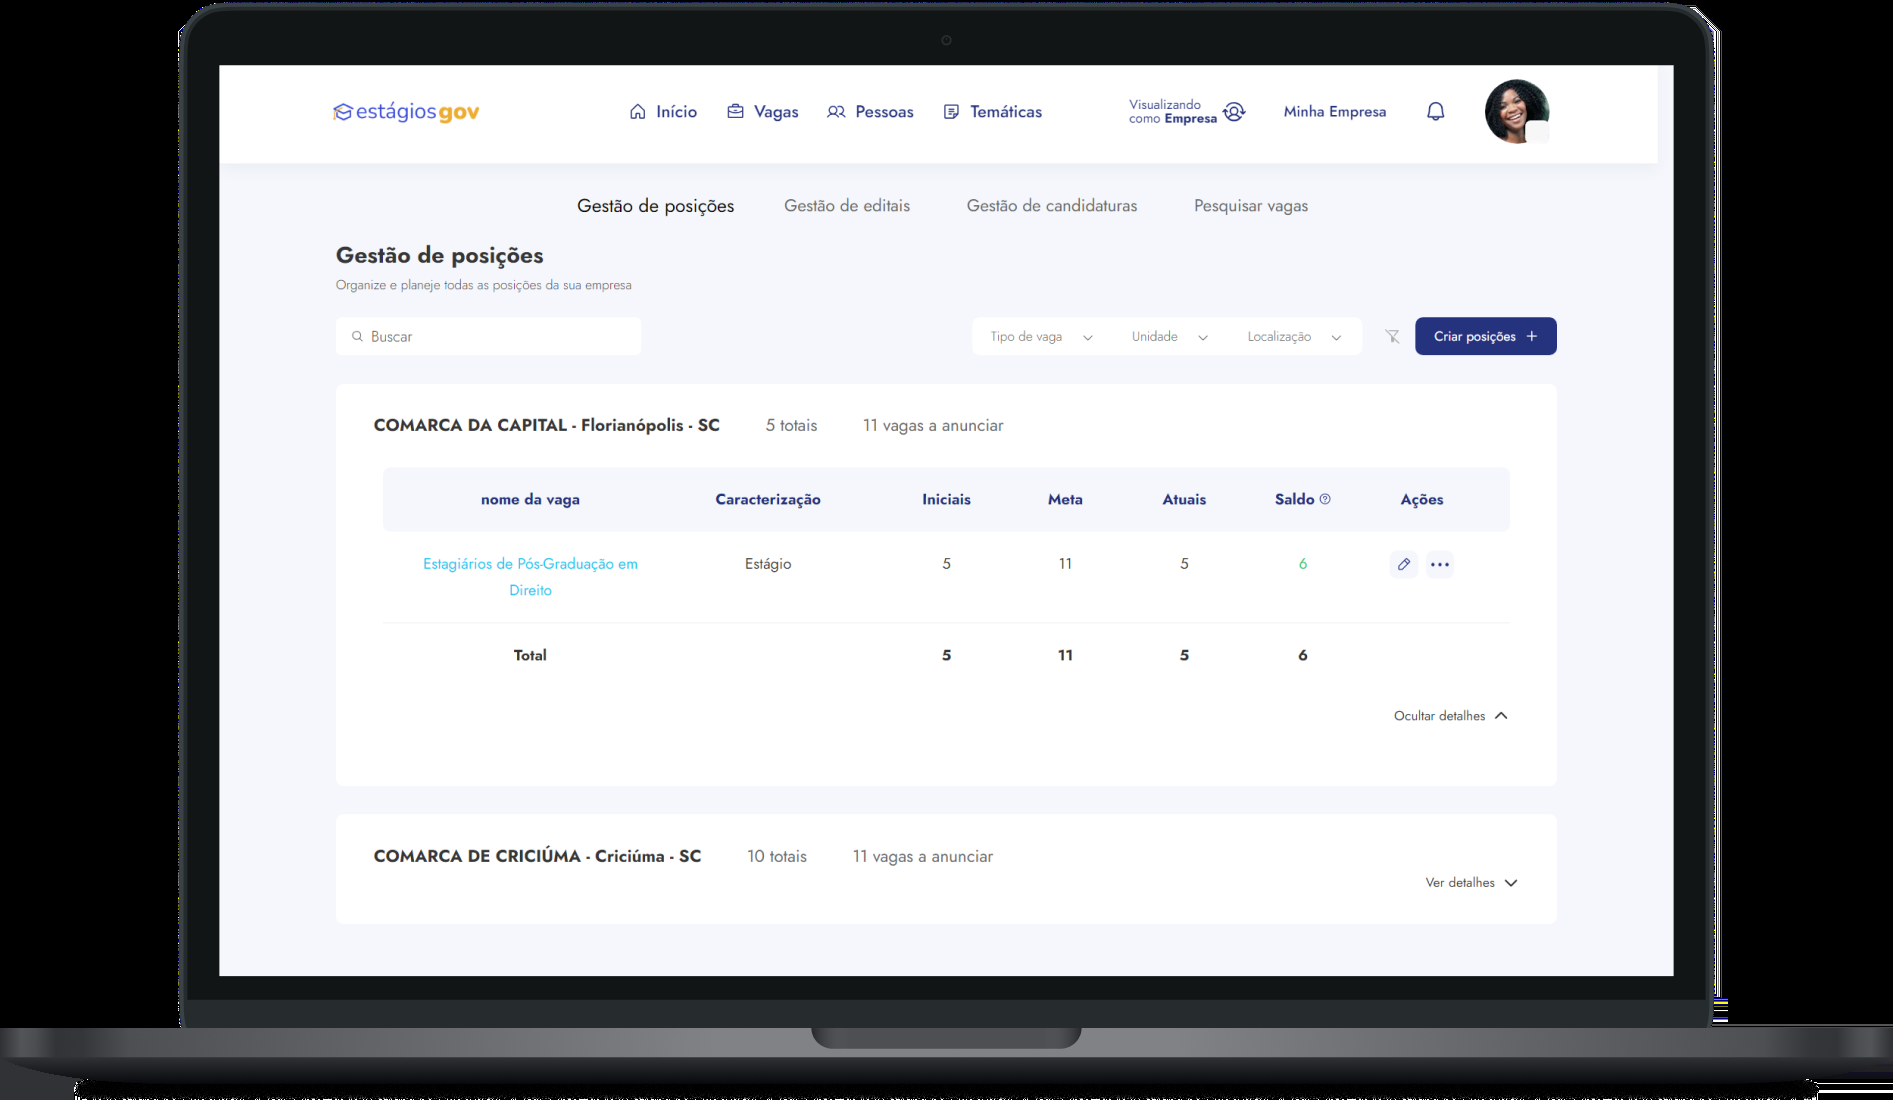 estágios gov
Início
Vagas
Pessoas
Temáticas
Visualizando
como Empresa
Minha Empresa
Gestão de posições
Gestão de editais
Gestão de candidaturas
Pesquisar vagas
Gestão de posições
Organize e planeje todas as posições da sua empresa
Buscar
Tipo de vaga
Unidade
Localização
Criar posições +
COMARCA DA CAPITAL - Florianópolis - SC 5 totais 11 vagas a anunciar
nome da vaga Caracterização Iniciais Meta Atuais Saldo Ações
Estagiários de Pós-Graduação em Estágio 5 11 5 6
Direito
Total 5 11 5 6
Ocultar detalhes
COMARCA DE CRICIÚMA - Criciúma - SC 10 totais 11 vagas a anunciar
Ver detalhes